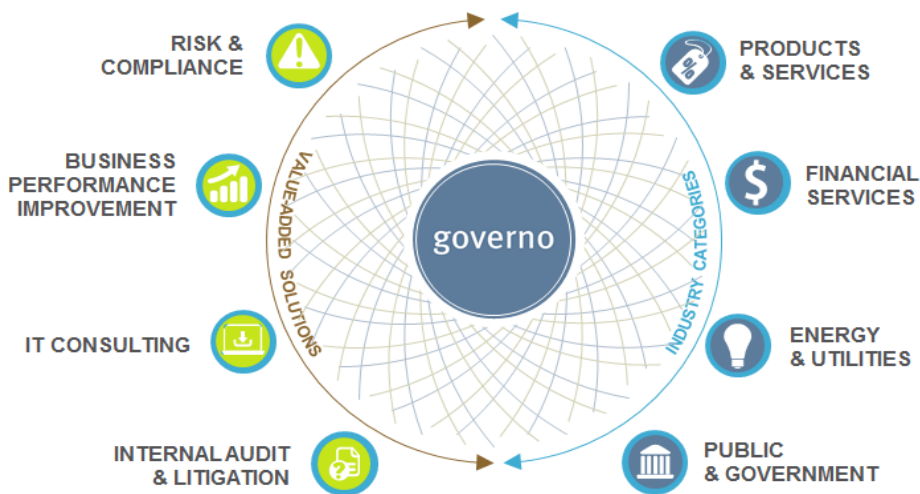 RISK &
COMPLIANCE
BUSINESS
PERFORMANCE
IMPROVEMENT
IT CONSULTING
INTERNAL AUDIT
& LITIGATION
VALUE-ADDED SOLUTIONS
governo
INDUSTRY CATEGORIES
%
PRODUCTS
& SERVICES
$
FINANCIAL
SERVICES
ENERGY
& UTILITIES
PUBLIC
& GOVERNMENT